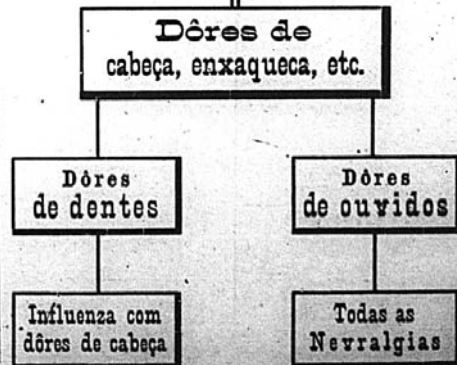 Dôres de
cabeça, enxaqueca, etc.
Dôres
de dentes
Dôres
de ouvidos
Influenza com
dôres de cabeça
Todas as
Nevralgias